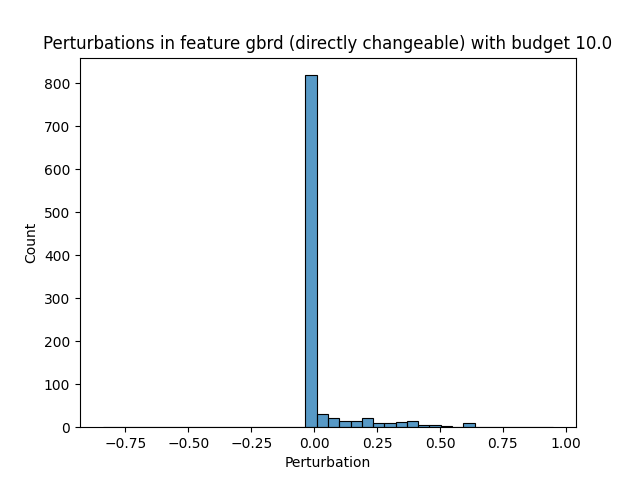 Perturbations in feature gbrd (directly changeable) with budget 10.0
Count
800
700
600
500
400
300
200
100
0
−0.75 −0.50 −0.25 0.00 0.25 0.50 0.75 1.00
Perturbation